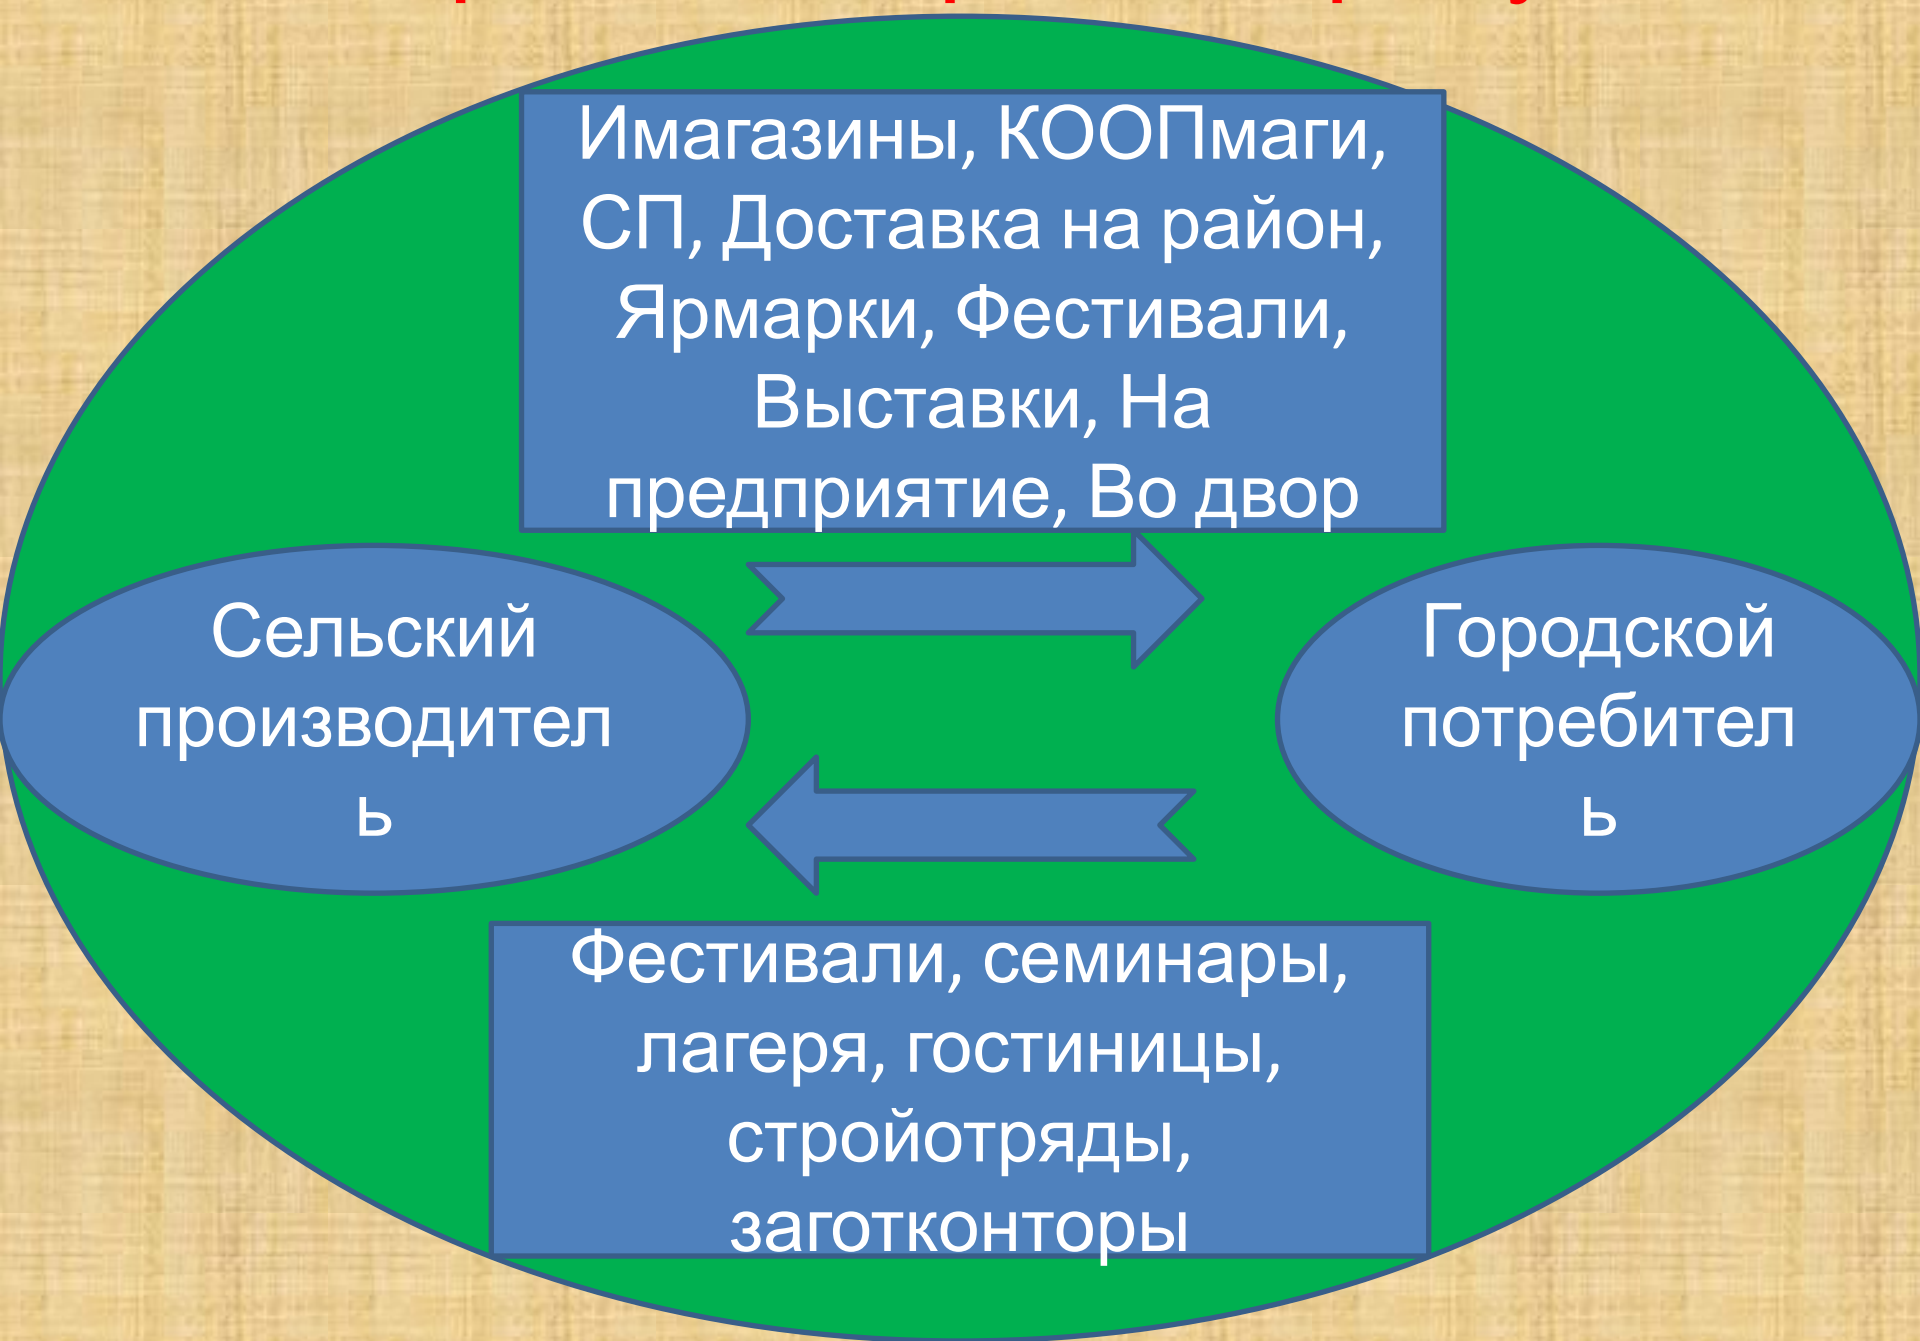 Имагазины, КООПмаги,
СП, Доставка на район,
Ярмарки, Фестивали,
Выставки, На
предприятие, Во двор
Сельский
производител
ь
Городской
потребител
ь
Фестивали, семинары,
лагеря, гостиницы,
стройотряды,
заготконторы